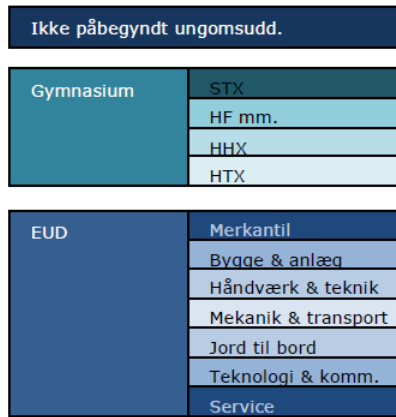 Ikke påbegyndt ungomsudd.
Gymnasium
STX
HF mm.
HHX
HTX
EUD
Merkantil
Bygge & anlæg
Håndværk & teknik
Mekanik & transport
Jord til bord
Teknologi & komm.
Service